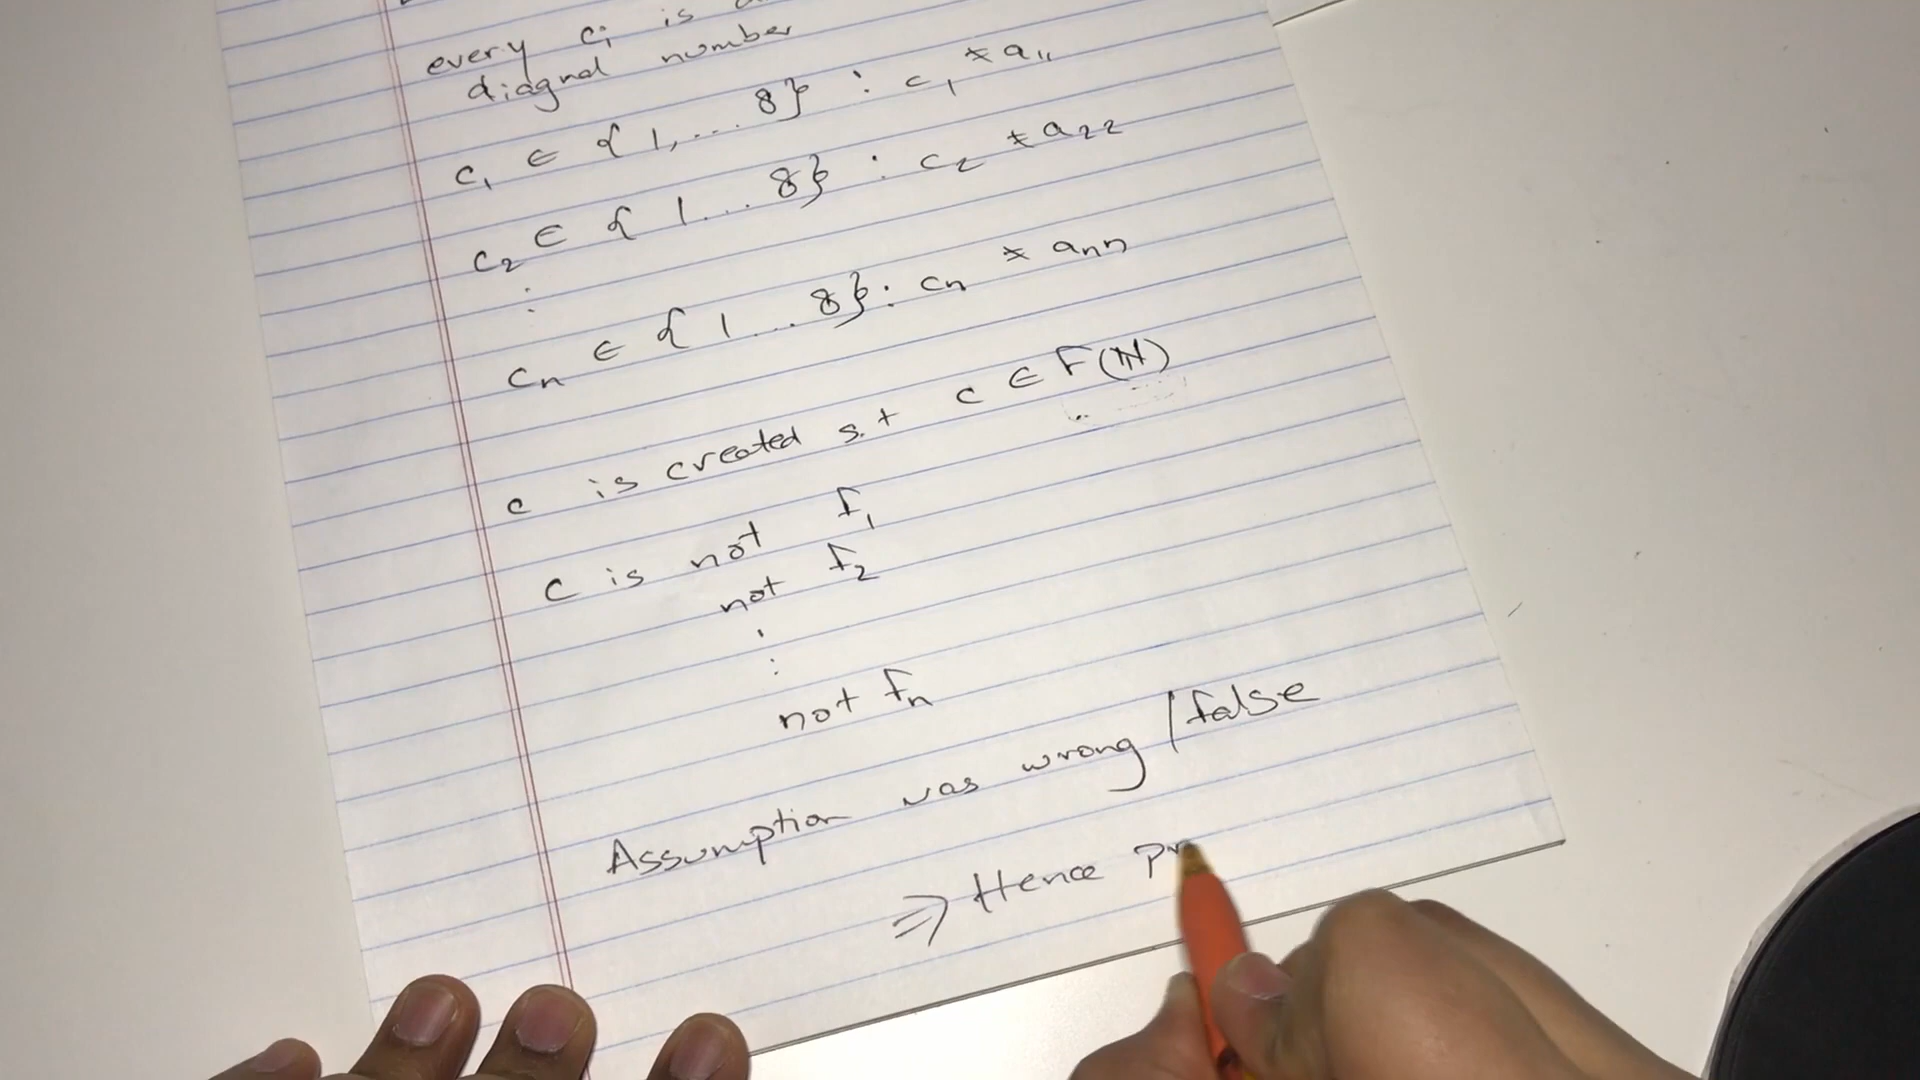 every ci is
diagnal number
c1 ∈ {1,....8} : c1 ≠ a11
c2 ∈ {1...8} : c2 ≠ a22
:
cn ∈ {1...8} : cn ≠ ann
c is created s.t c ∈ F(ℕ)
C is not f1
not f2
:
:
not fn
Assumption was wrong/false
⇒ Hence Pr